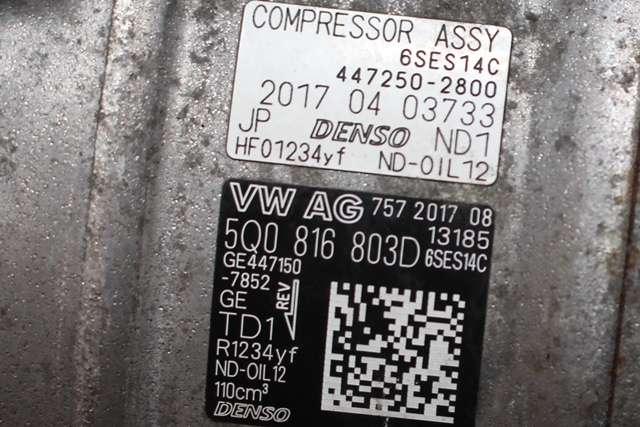 COMPRESSOR ASSY
6SES14C
447250-2800
2017 04 03733
JP DENSO ND1
HF01234yf ND-OIL12
VW AG 757 2017 08
13185
5Q0 816 803D 6SES14C
GE447150
-7852
GE
REV
TD1
R1234yf
ND-OIL12
110cm³
DENSO